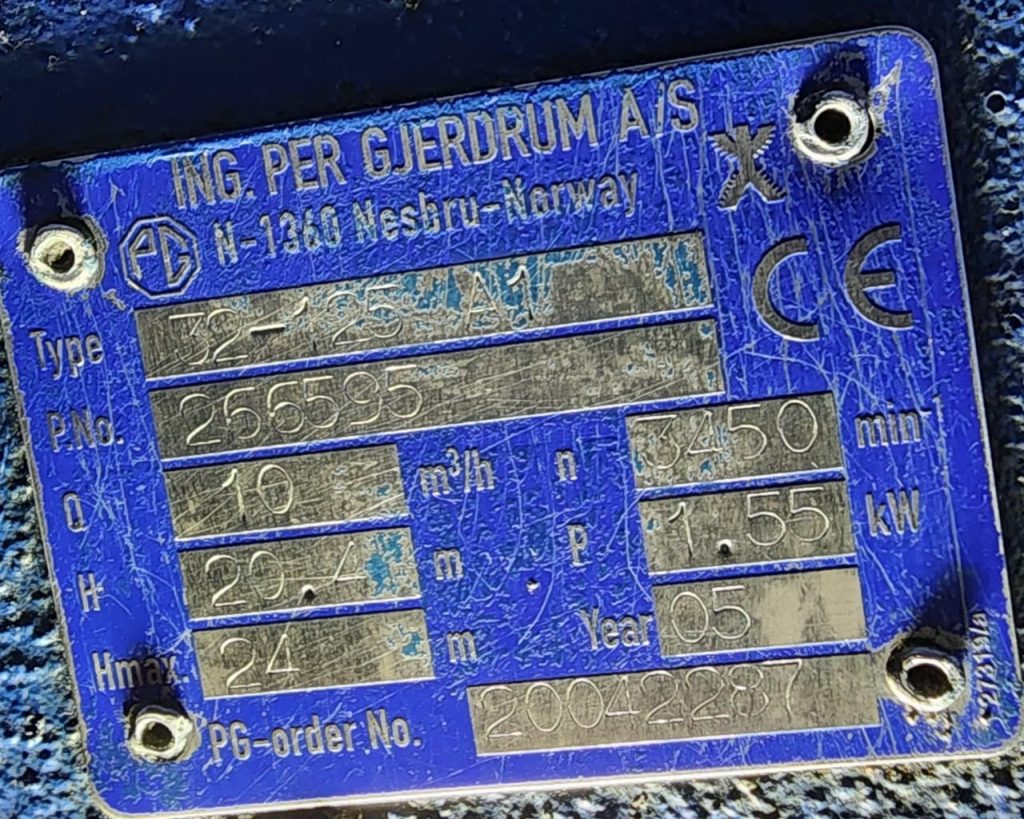 ING. PER GJERDRUM A/S
PG N-1360 Nesbru-Norway
CE
Type 32-125 A1
P.No. 266595
Q 10 m³/h n 3450 min⁻¹
H 20.4 m P 1.55 kW
Hmax. 24 m Year 05
PG-order No. 20042287